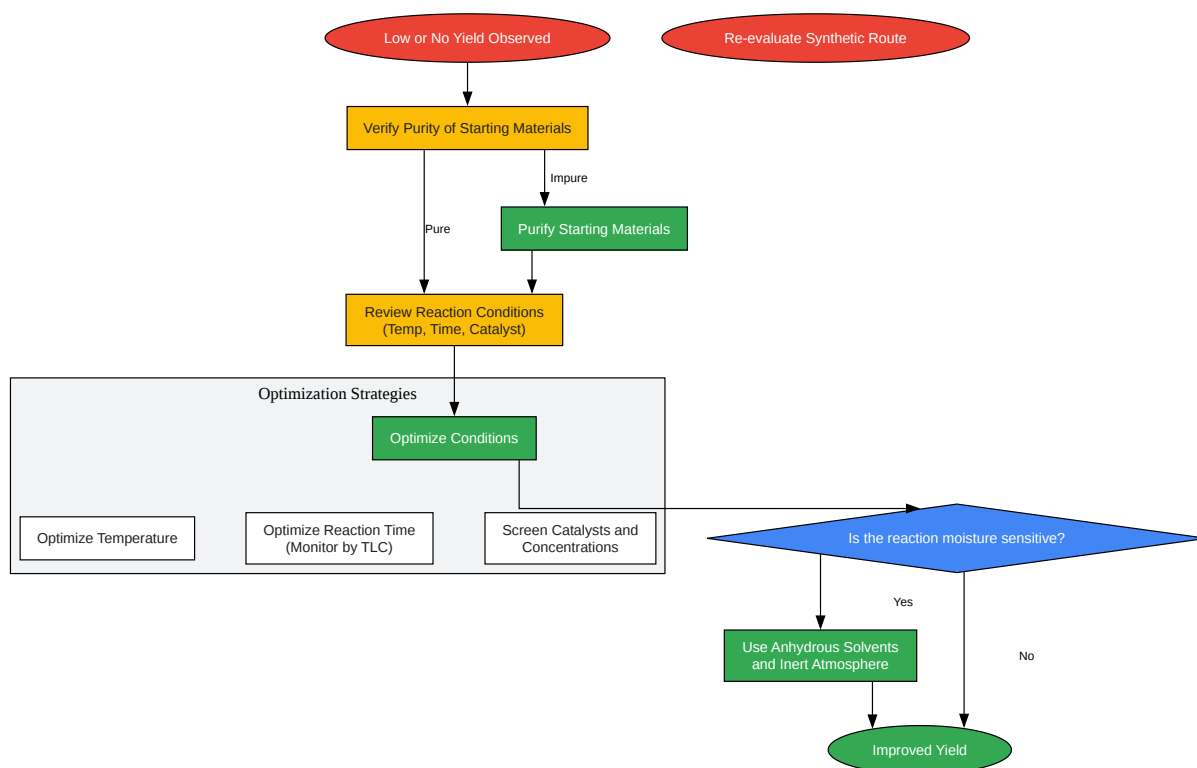 Low or No Yield Observed
Re-evaluate Synthetic Route
Verify Purity of Starting Materials
Impure
Pure
Purify Starting Materials
Review Reaction Conditions
(Temp, Time, Catalyst)
Optimization Strategies
Optimize Conditions
Optimize Temperature
Optimize Reaction Time
(Monitor by TLC)
Screen Catalysts and
Concentrations
Is the reaction moisture sensitive?
Yes
No
Use Anhydrous Solvents
and Inert Atmosphere
Improved Yield